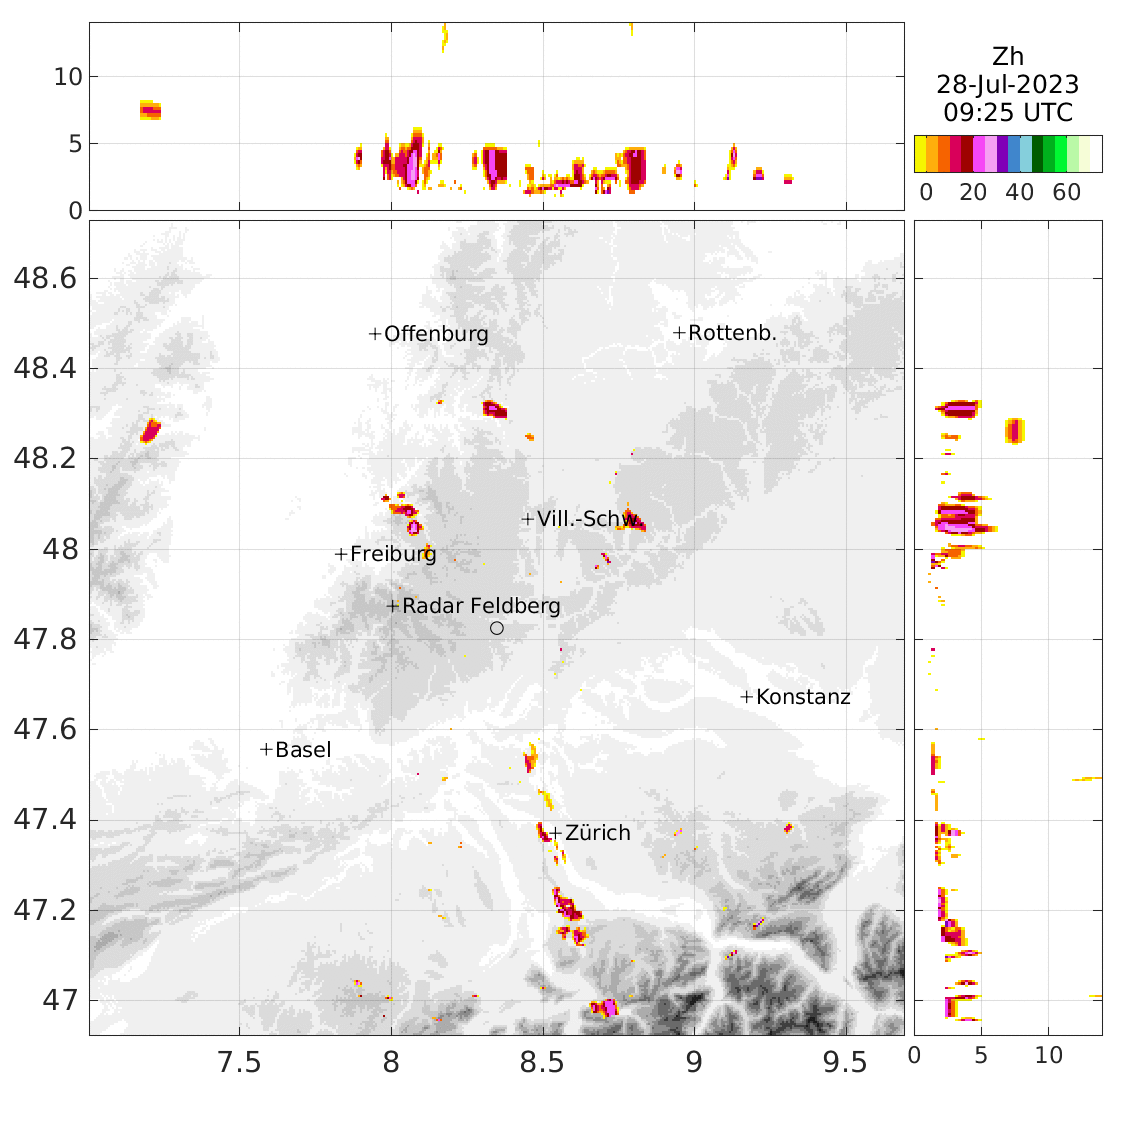 10
5
0
Zh
28-Jul-2023
09:25 UTC
0 20 40 60
48.6
48.4
48.2
48
47.8
47.6
47.4
47.2
47
+Offenburg
+Rottenb.
+Vill.-Schw.
+Freiburg
+Radar Feldberg
+Konstanz
+Basel
+Zürich
7.5 8 8.5 9 9.5
0 5 10